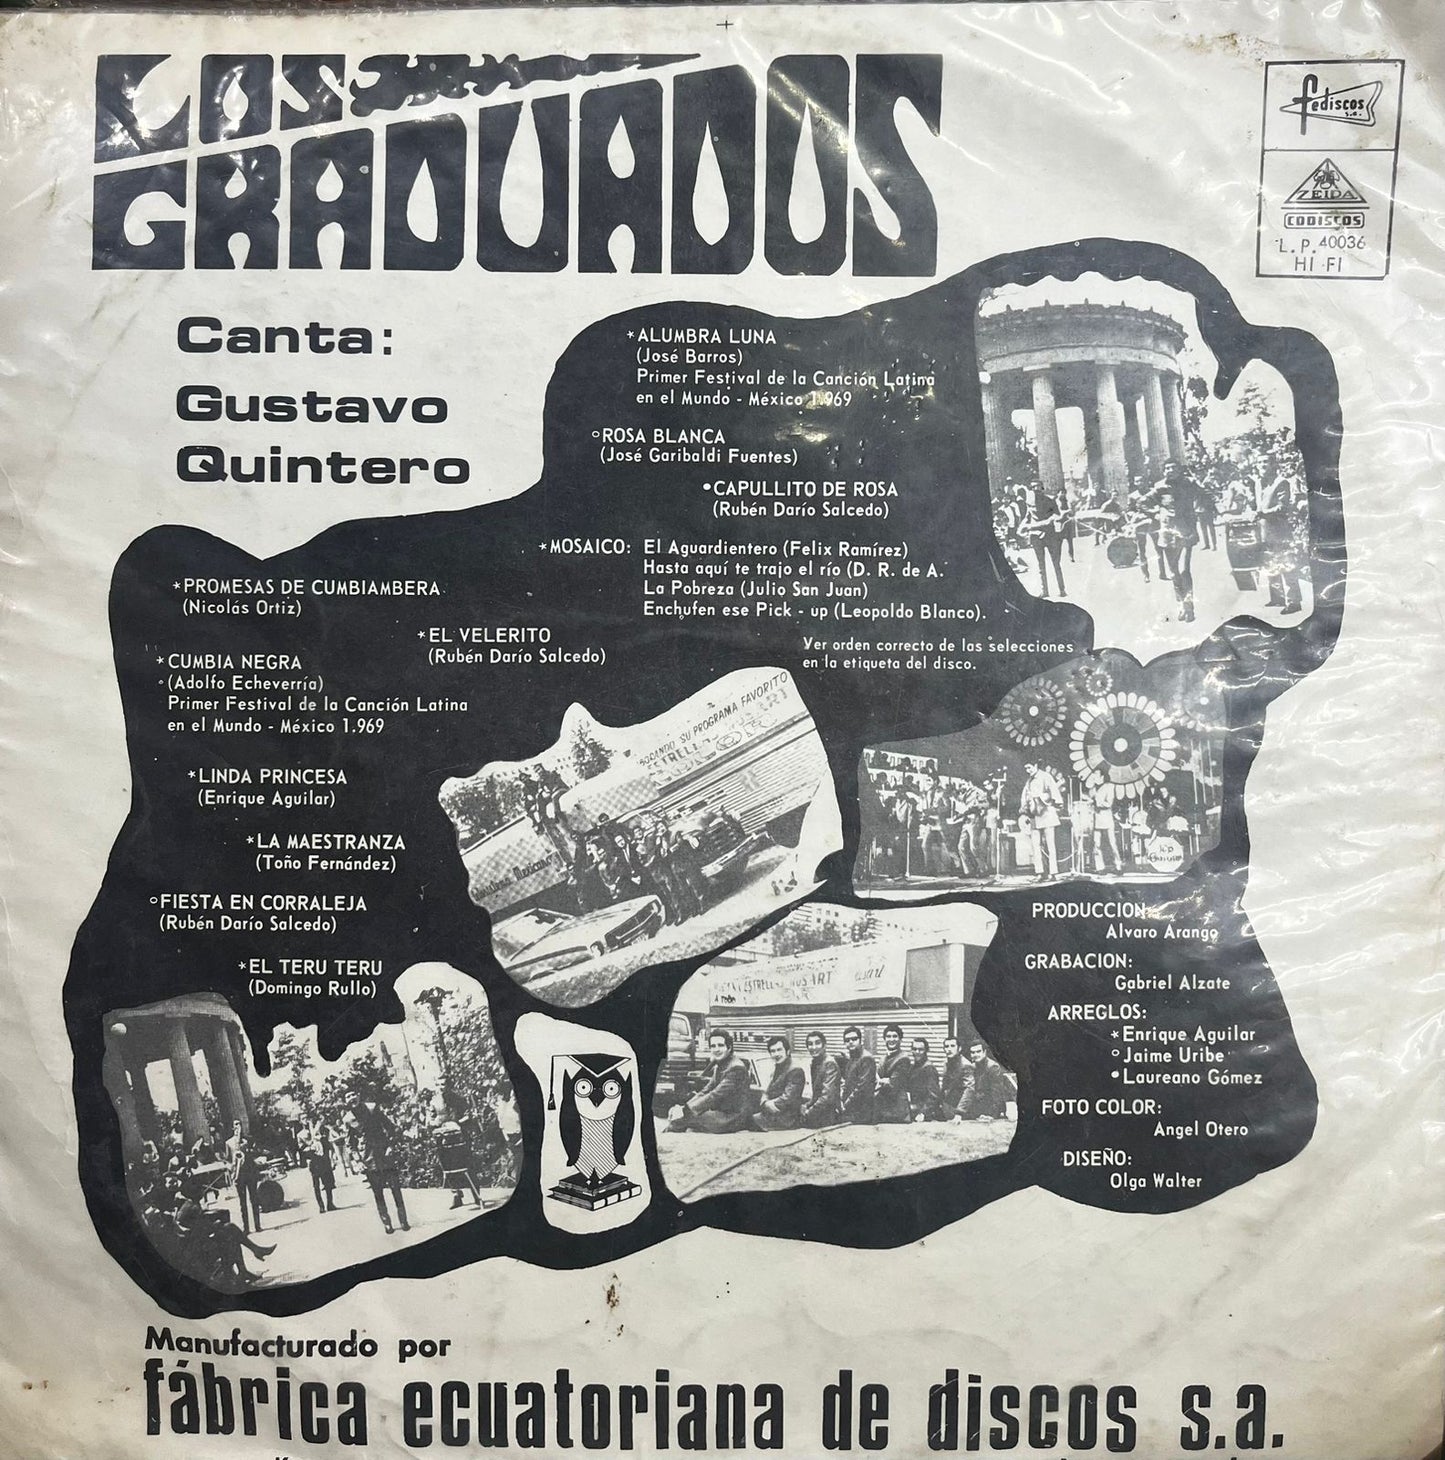 LOS
GRADUADOS
fediscos
s.a.
ZEIDA
CODISCOS
L.P. 40036
HI FI
Canta:
Gustavo
Quintero
*ALUMBRA LUNA
(José Barros)
Primer Festival de la Canción Latina
en el Mundo - México 1.969
°ROSA BLANCA
(José Garibaldi Fuentes)
•CAPULLITO DE ROSA
(Rubén Darío Salcedo)
*MOSAICO: El Aguardientero (Felix Ramírez)
Hasta aquí te trajo el río (D. R. de A.
La Pobreza (Julio San Juan)
Enchufen ese Pick - up (Leopoldo Blanco).
Ver orden correcto de las selecciones
en la etiqueta del disco.
*PROMESAS DE CUMBIAMBERA
(Nicolás Ortiz)
*EL VELERITO
(Rubén Darío Salcedo)
*CUMBIA NEGRA
(Adolfo Echeverría)
Primer Festival de la Canción Latina
en el Mundo - México 1.969
*LINDA PRINCESA
(Enrique Aguilar)
*LA MAESTRANZA
(Toño Fernández)
°FIESTA EN CORRALEJA
(Rubén Darío Salcedo)
*EL TERU TERU
(Domingo Rullo)
SU PROGRAMA FAVORITO
PRODUCCION:
Alvaro Arango
GRABACION:
Gabriel Alzate
ARREGLOS:
*Enrique Aguilar
°Jaime Uribe
•Laureano Gómez
FOTO COLOR:
Angel Otero
DISEÑO:
Olga Walter
Manufacturado por
fábrica ecuatoriana de discos s.a.